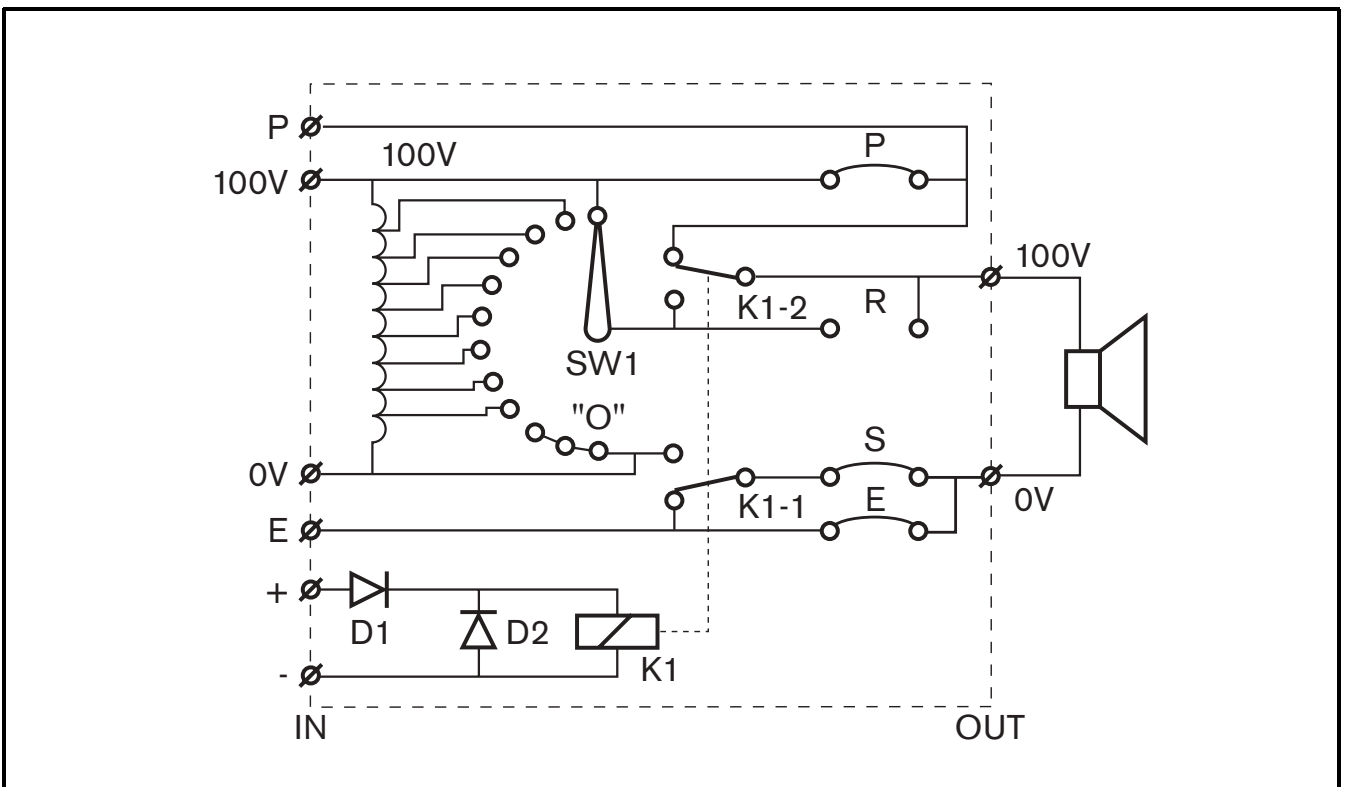 P
P
100V
100V
100V
K1-2
R
SW1
"O"
S
0V
K1-1
E
0V
E
+
D1
D2
K1
-
IN
OUT